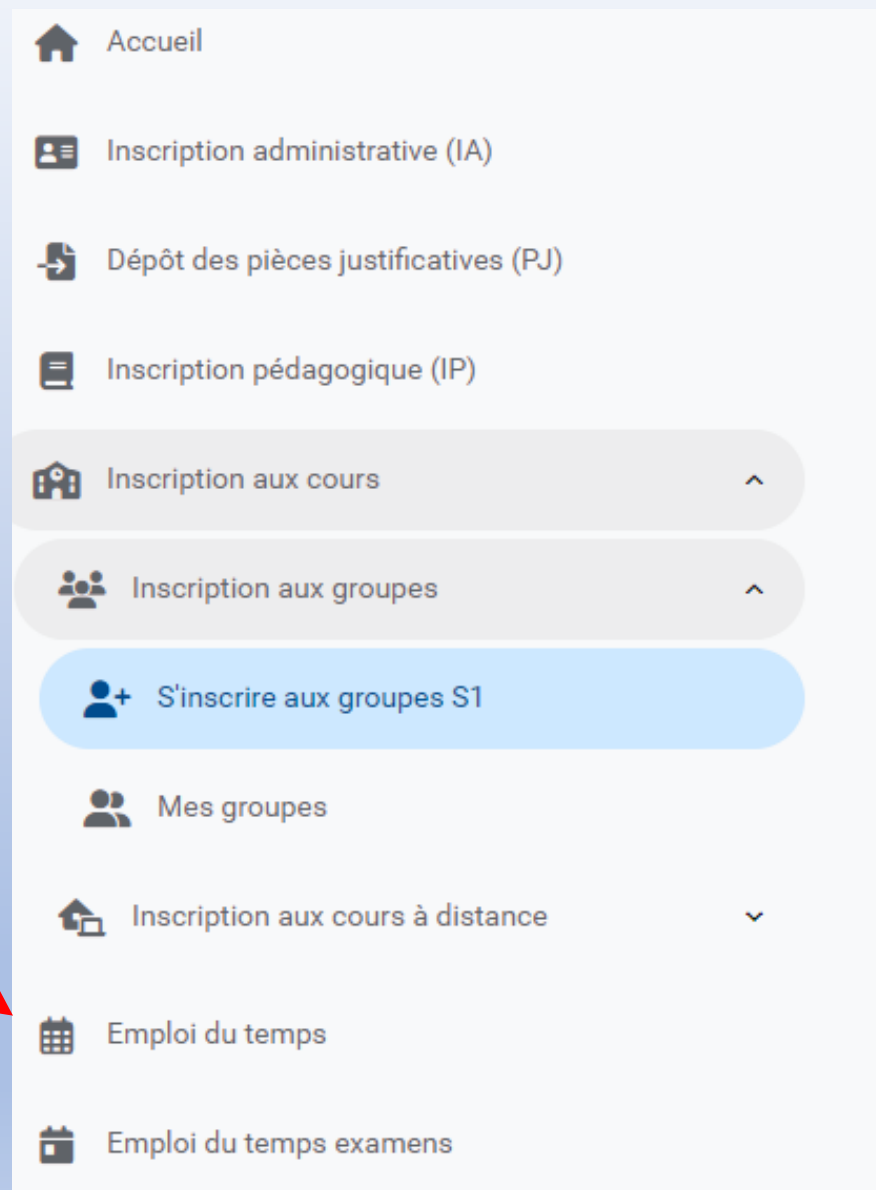 Accueil
Inscription administrative (IA)
Dépôt des pièces justificatives (PJ)
Inscription pédagogique (IP)
Inscription aux cours
Inscription aux groupes
S'inscrire aux groupes S1
Mes groupes
Inscription aux cours à distance
Emploi du temps
Emploi du temps examens